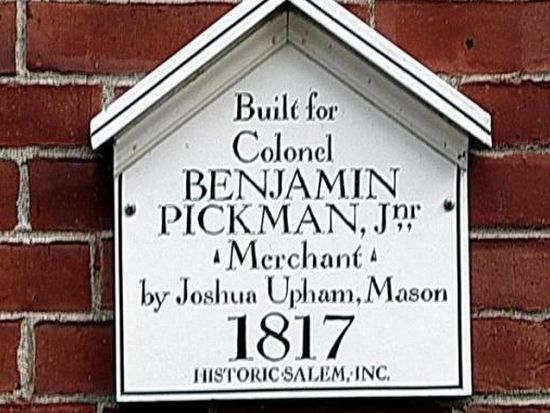 Built for
Colonel
BENJAMIN
PICKMAN, Jnr,
Merchant
by Joshua Upham, Mason
1817
HISTORIC·SALEM, INC.